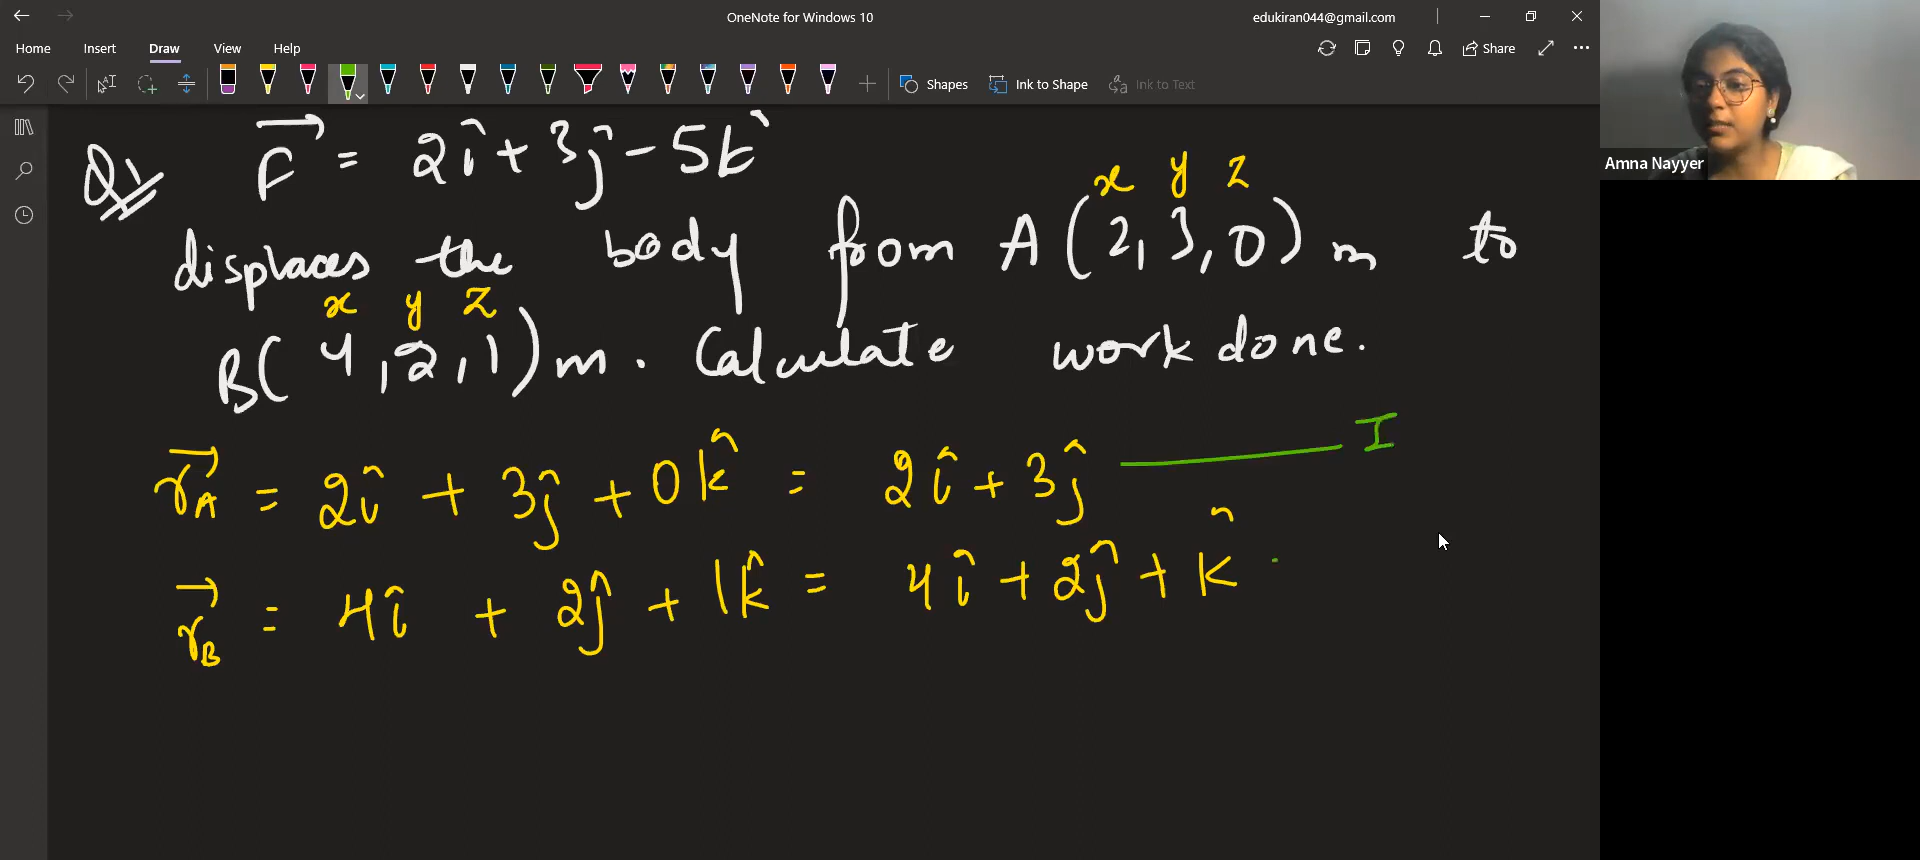 OneNote for Windows 10
edukiran044@gmail.com
Home Insert Draw View Help
Share
Shapes Ink to Shape Ink to Text
Amna Nayyer
Q1 F⃗ = 2î + 3ĵ - 5k̂
x y z
displaces the body from A (2, 3, 0) m to
x y z
B( 4, 2, 1) m. Calculate work done.
r⃗A = 2î + 3ĵ + 0k̂ = 2î + 3ĵ I
r⃗B = 4î + 2ĵ + 1k̂ = 4î + 2ĵ + k̂